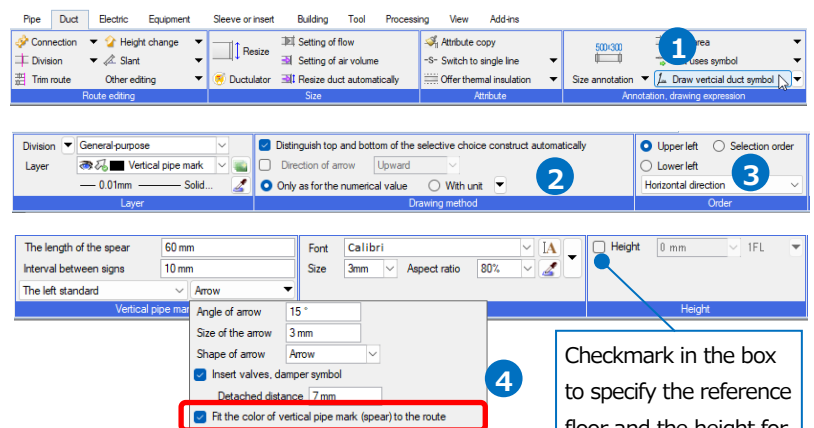 Pipe Duct Electric Equipment Sleeve or insert Building Tool Processing View Add-ins
Connection Height change Resize Setting of flow Attribute copy 500×300 1 area
Division Slant Setting of air volume -S- Switch to single line uses symbol
Trim route Other editing Ductulator Resize duct automatically Offer thermal insulation Size annotation Draw vertcial duct symbol
Route editing Size Attribute Annotation, drawing expression
Division General-purpose Distinguish top and bottom of the selective choice construct automatically Upper left Selection order
Layer Vertical pipe mark Direction of arrow Upward Lower left
0.01mm Solid... Only as for the numerical value With unit 2 Horizontal direction 3
Layer Drawing method Order
The length of the spear 60 mm Font Calibri IA Height 0 mm 1FL
Interval between signs 10 mm Size 3mm Aspect ratio 80%
The left standard Arrow
Vertical pipe mar Height
Angle of arrow 15 °
Size of the arrow 3 mm
Shape of arrow Arrow
Insert valves, damper symbol
Detached distance 7 mm
Fit the color of vertical pipe mark (spear) to the route
4
Checkmark in the box
to specify the reference
floor and the height for